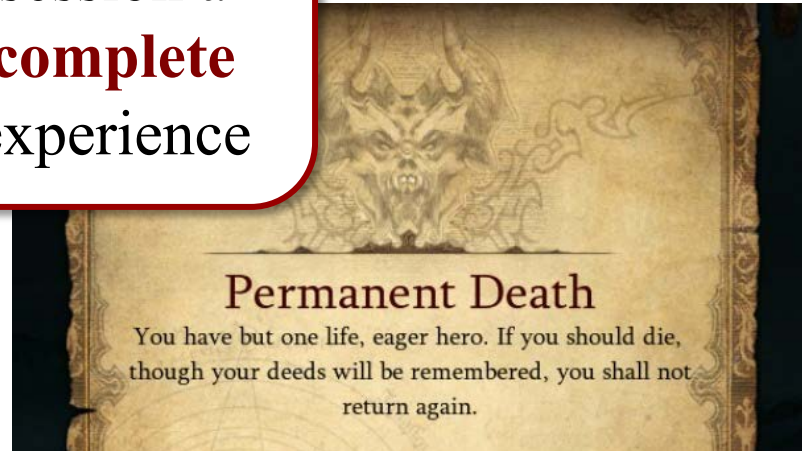 complete
experience
Permanent Death
You have but one life, eager hero. If you should die,
though your deeds will be remembered, you shall not
return again.